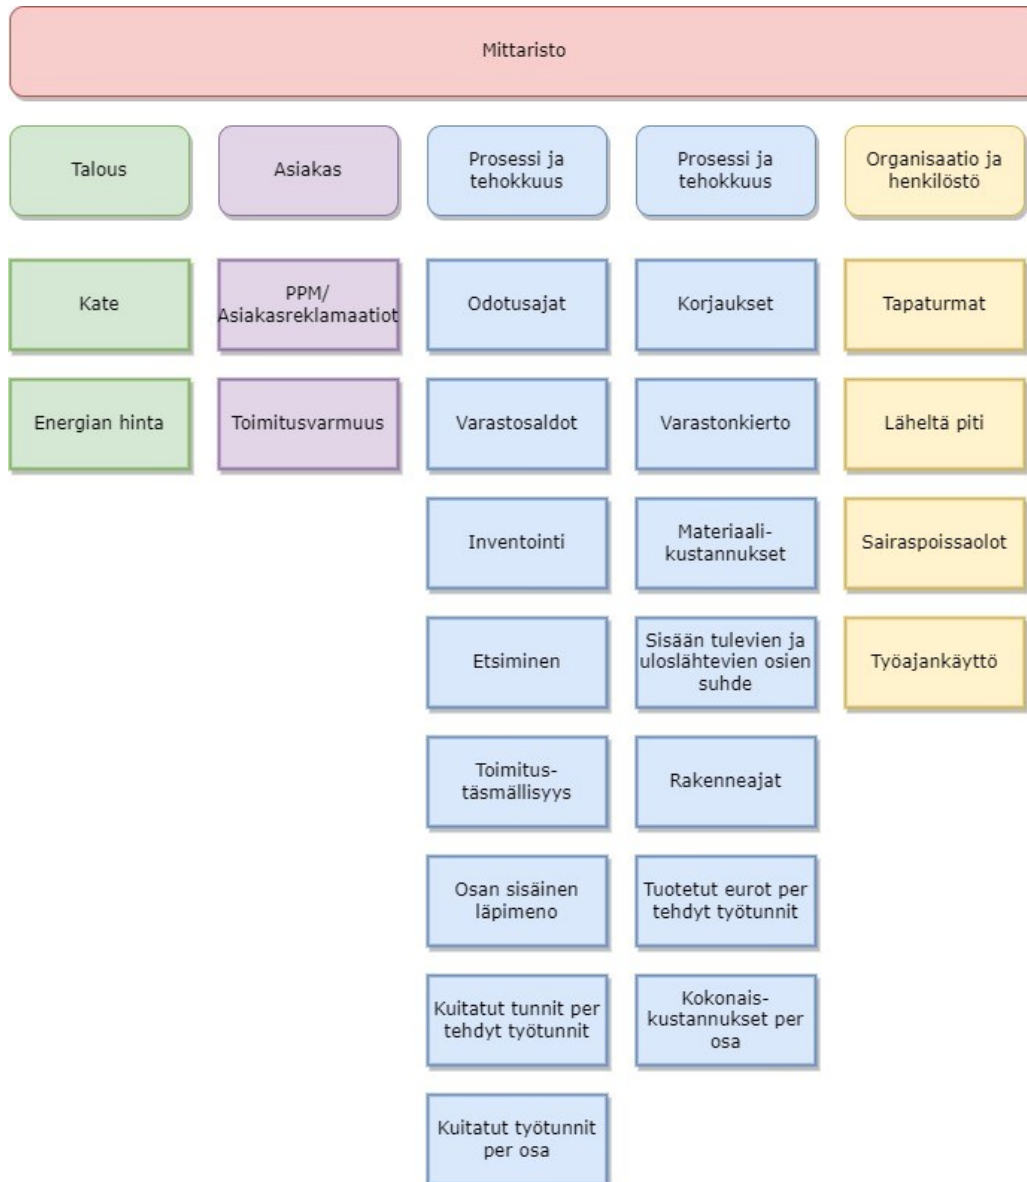 Mittaristo
Talous
Asiakas
Prosessi ja
tehokkuus
Prosessi ja
tehokkuus
Organisaatio ja
henkilöstö
Kate
PPM/
Asiakasreklamaatiot
Odotusajat
Korjaukset
Tapaturmat
Energian hinta
Toimitusvarmuus
Varastosaldot
Varastonkierto
Läheltä piti
Inventointi
Materiaali-
kustannukset
Sairaspoissaolot
Etsiminen
Sisään tulevien ja
uloslähtevien osien
suhde
Työajankäyttö
Toimitus-
täsmällisyys
Rakenneajat
Osan sisäinen
läpimeno
Tuotetut eurot per
tehdyt työtunnit
Kuitatut tunnit per
tehdyt työtunnit
Kokonais-
kustannukset per
osa
Kuitatut työtunnit
per osa